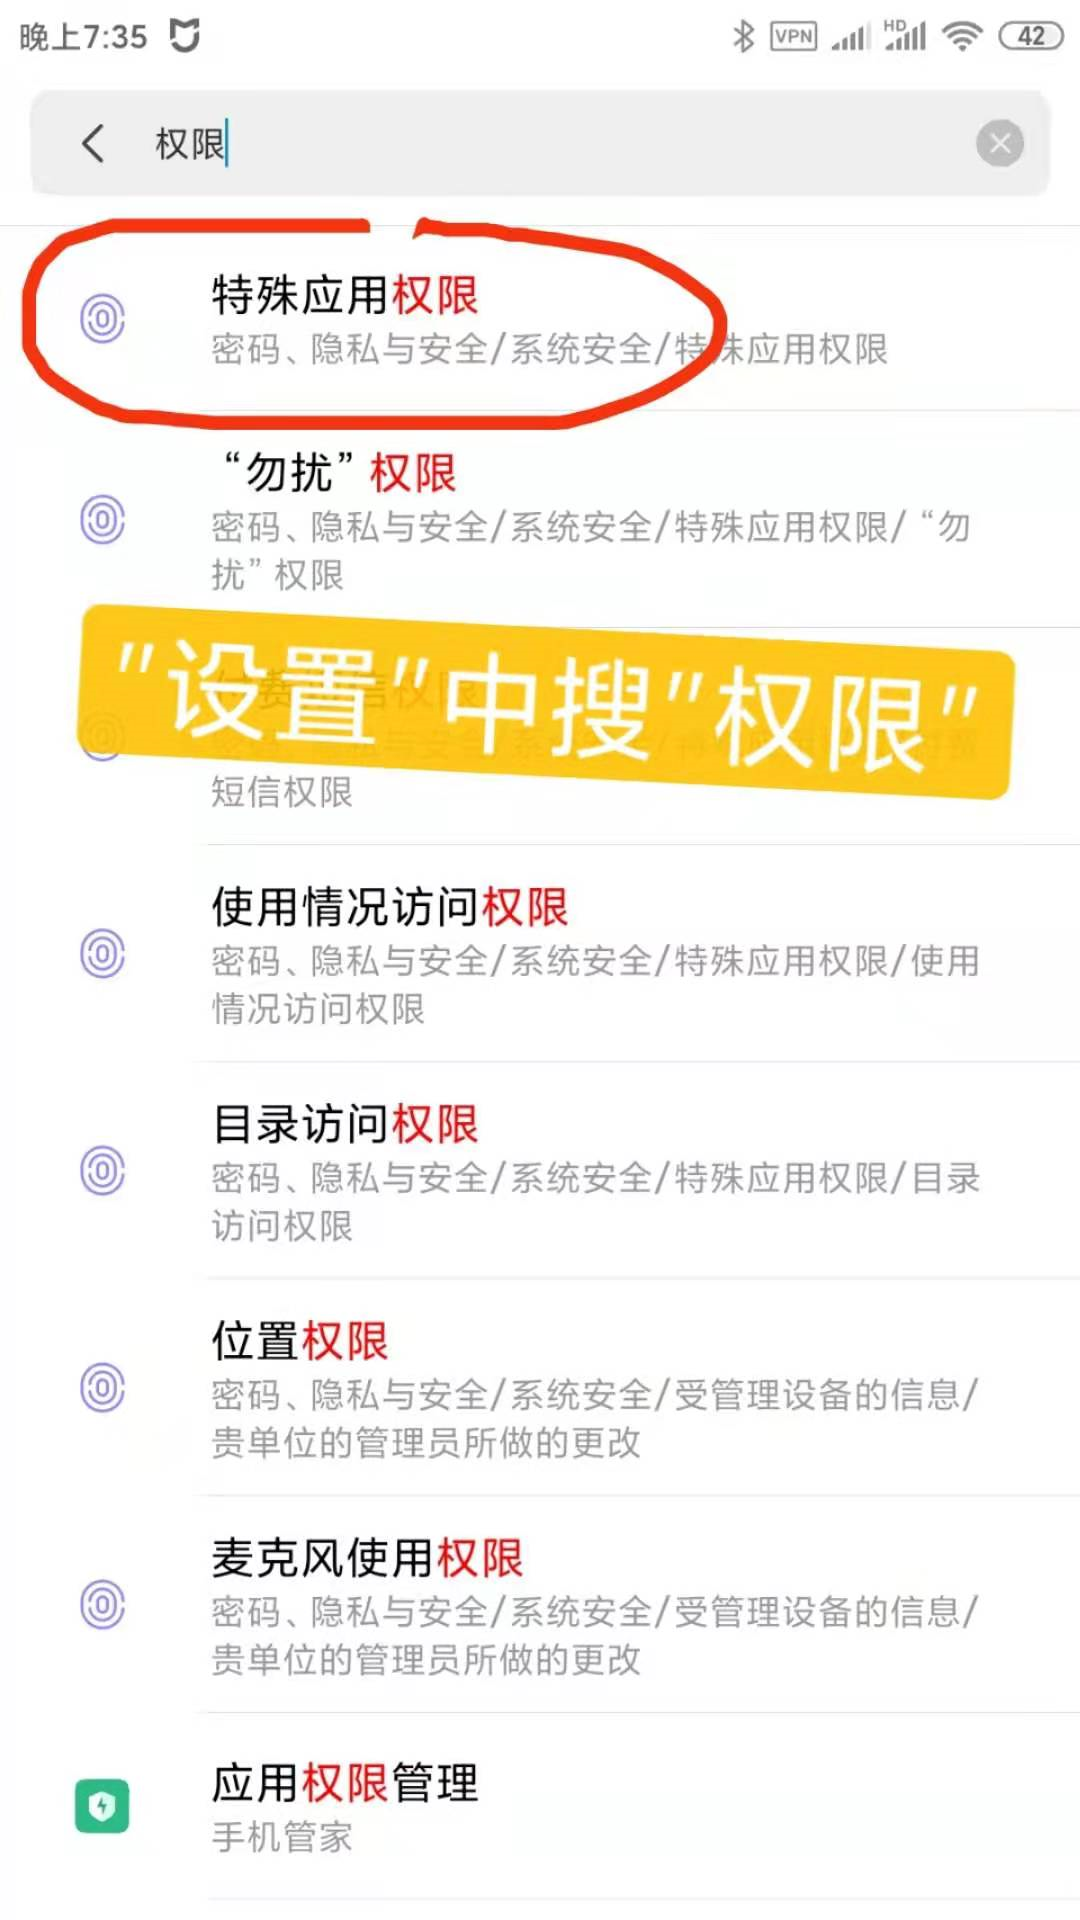 晚上7:35
VPN
HD
42
权限
特殊应用权限
密码、隐私与安全/系统安全/特殊应用权限
“勿扰”权限
密码、隐私与安全/系统安全/特殊应用权限/“勿
扰”权限
"设置"中搜"权限"
短信权限
使用情况访问权限
密码、隐私与安全/系统安全/特殊应用权限/使用
情况访问权限
目录访问权限
密码、隐私与安全/系统安全/特殊应用权限/目录
访问权限
位置权限
密码、隐私与安全/系统安全/受管理设备的信息/
贵单位的管理员所做的更改
麦克风使用权限
密码、隐私与安全/系统安全/受管理设备的信息/
贵单位的管理员所做的更改
应用权限管理
手机管家